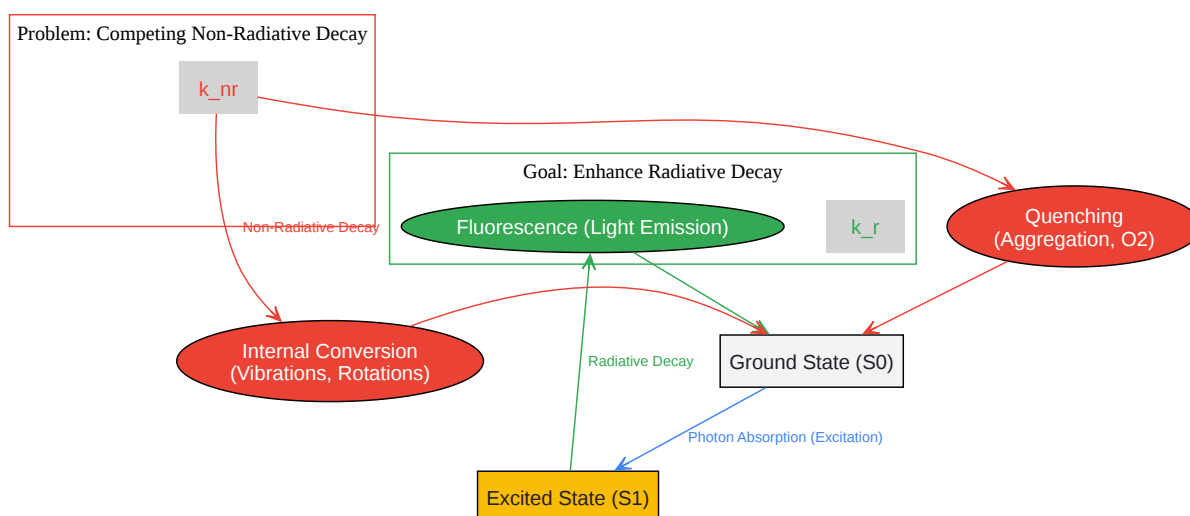 Problem: Competing Non-Radiative Decay
k_nr
Goal: Enhance Radiative Decay
Fluorescence (Light Emission)
k_r
Quenching
(Aggregation, O2)
Non-Radiative Decay
Internal Conversion
(Vibrations, Rotations)
Radiative Decay
Ground State (S0)
Photon Absorption (Excitation)
Excited State (S1)